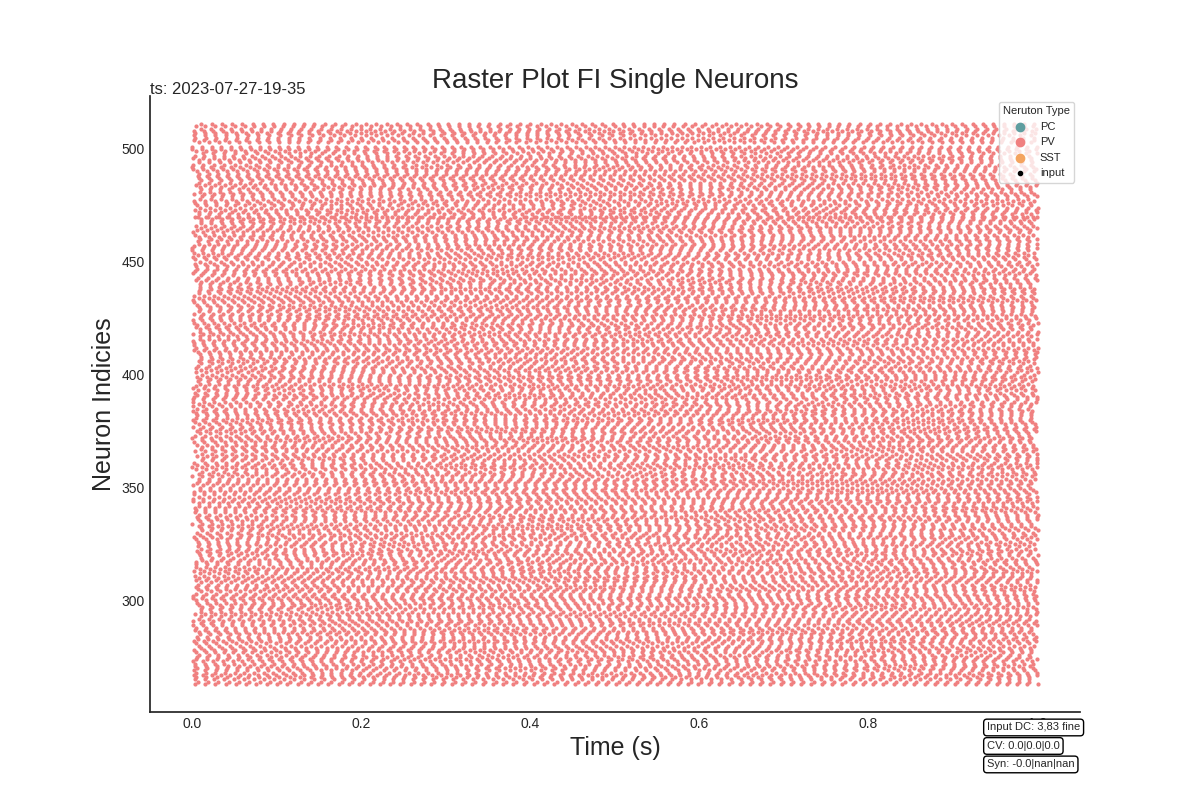 Raster Plot FI Single Neurons
ts: 2023-07-27-19-35
Neruton Type
PC
PV
SST
input
500
450
400
350
300
Neuron Indicies
0.0 0.2 0.4 0.6 0.8
Time (s)
Input DC: 3,83 fine
CV: 0.0|0.0|0.0
Syn: -0.0|nan|nan